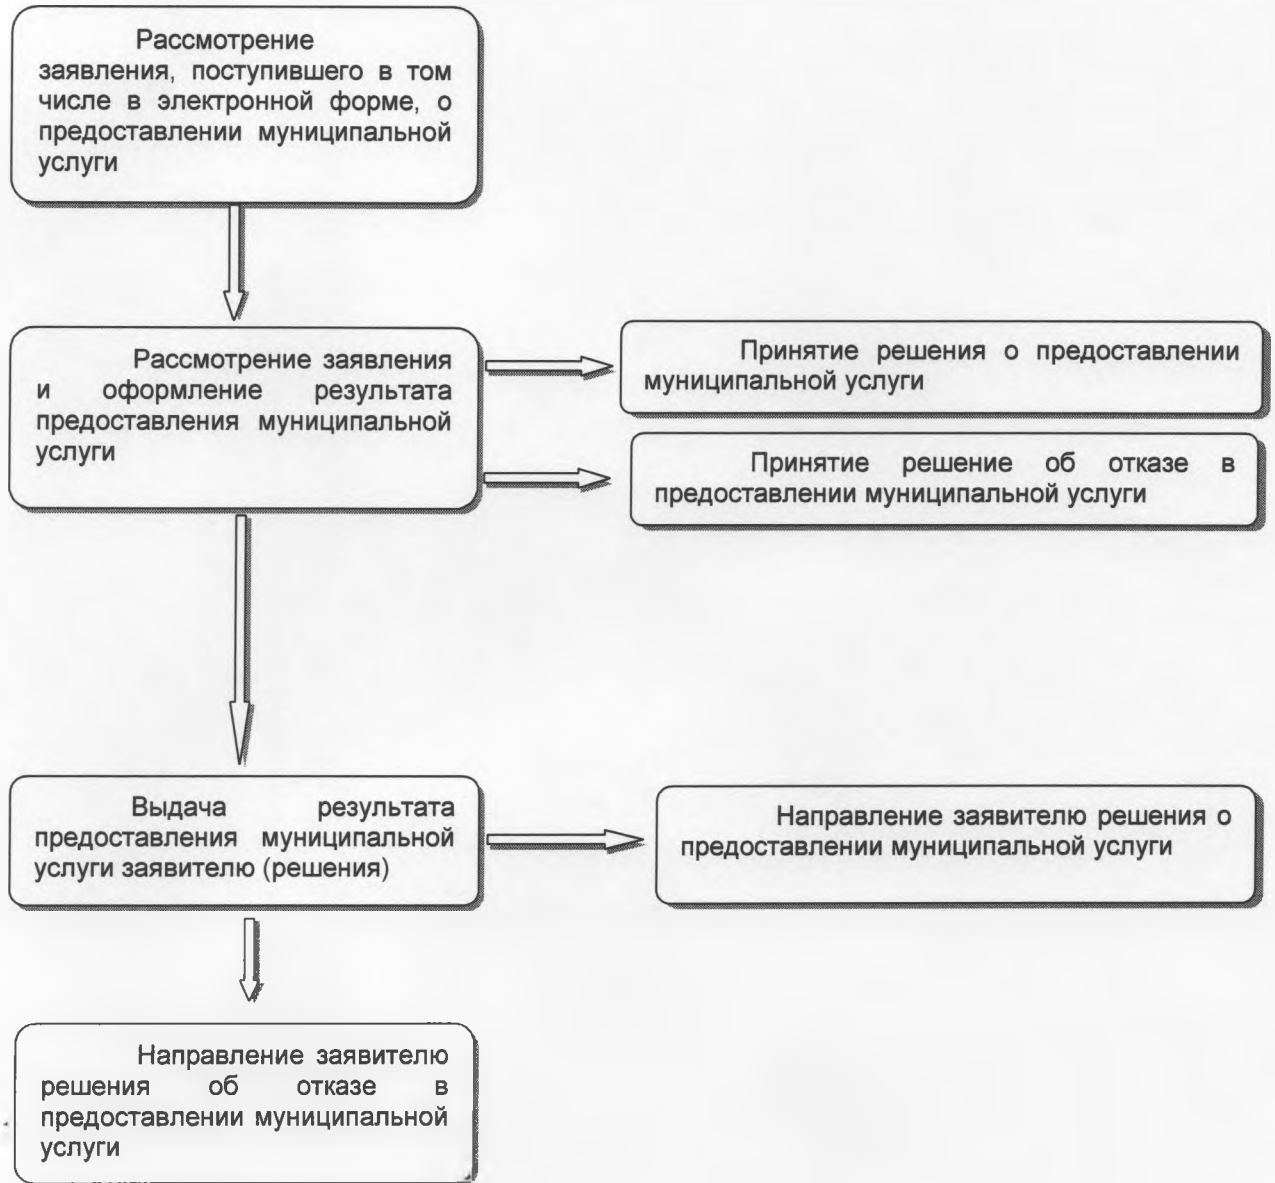 Рассмотрение
заявления, поступившего в том
числе в электронной форме, о
предоставлении муниципальной
услуги
Рассмотрение заявления
и оформление результата
предоставления муниципальной
услуги
Принятие решения о предоставлении
муниципальной услуги
Принятие решение об отказе в
предоставлении муниципальной услуги
Выдача результата
предоставления муниципальной
услуги заявителю (решения)
Направление заявителю решения о
предоставлении муниципальной услуги
Направление заявителю
решения об отказе в
предоставлении муниципальной
услуги